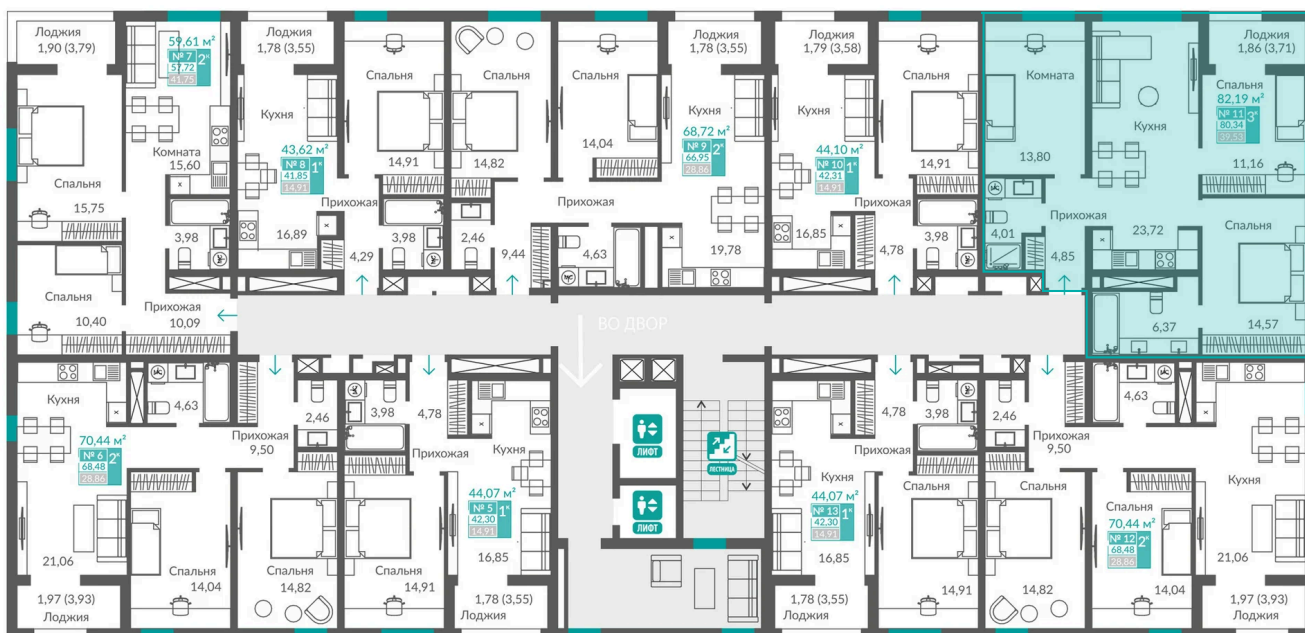 Лоджия
1,90 (3,79)
59,61 м²
№ 7
57,72
41,75
2к
Комната
15,60
Спальня
15,75
3,98
Спальня
10,40
Прихожая
10,09
Лоджия
1,78 (3,55)
Кухня
43,62 м²
№ 8
41,85
14,91
1к
16,89
Спальня
14,91
Прихожая
3,98
4,29
Спальня
14,82
2,46
9,44
Спальня
14,04
Прихожая
4,63
Лоджия
1,78 (3,55)
Кухня
68,72 м²
№ 9
66,95
28,86
2к
19,78
Лоджия
1,79 (3,58)
Кухня
44,10 м²
№ 10
42,31
14,91
1к
16,85
Спальня
14,91
Прихожая
4,78
3,98
Комната
13,80
4,01
Прихожая
4,85
Кухня
23,72
Лоджия
1,86 (3,71)
Спальня
82,19 м²
№ 11
80,34
39,53
3к
11,16
Спальня
14,57
6,37
ВО ДВОР
Кухня
70,44 м²
№ 6
68,48
28,86
2к
21,06
1,97 (3,93)
Лоджия
4,63
Прихожая
9,50
2,46
Спальня
14,04
Спальня
14,82
3,98
4,78
Прихожая
Спальня
14,91
Кухня
44,07 м²
№ 5
42,30
14,91
1к
16,85
1,78 (3,55)
Лоджия
ЛИФТ
ЛИФТ
ЛЕСТНИЦА
Кухня
44,07 м²
№ 13
42,30
14,91
1к
16,85
1,78 (3,55)
Лоджия
4,78
3,98
Прихожая
Спальня
14,91
2,46
Прихожая
9,50
4,63
Спальня
14,82
Спальня
70,44 м²
№ 12
68,48
28,86
2к
14,04
Кухня
21,06
1,97 (3,93)
Лоджия